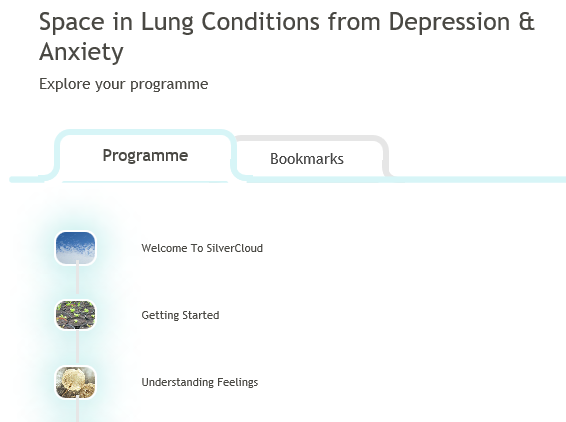 Space in Lung Conditions from Depression &
Anxiety
Explore your programme
Programme
Bookmarks
Welcome To SilverCloud
Getting Started
Understanding Feelings